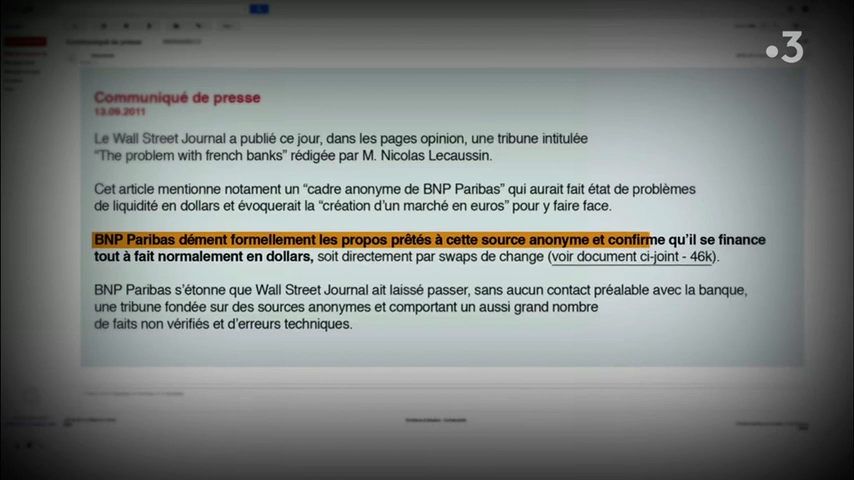 3
Communiqué de presse
13.09.2011
Le Wall Street Journal a publié ce jour, dans les pages opinion, une tribune intitulée
“The problem with french banks” rédigée par M. Nicolas Lecaussin.
Cet article mentionne notamment un “cadre anonyme de BNP Paribas” qui aurait fait état de problèmes
de liquidité en dollars et évoquerait la “création d’un marché en euros” pour y faire face.
BNP Paribas dément formellement les propos prêtés à cette source anonyme et confirme qu’il se finance
tout à fait normalement en dollars, soit directement par swaps de change (voir document ci-joint - 46k).
BNP Paribas s’étonne que Wall Street Journal ait laissé passer, sans aucun contact préalable avec la banque,
une tribune fondée sur des sources anonymes et comportant un aussi grand nombre
de faits non vérifiés et d’erreurs techniques.